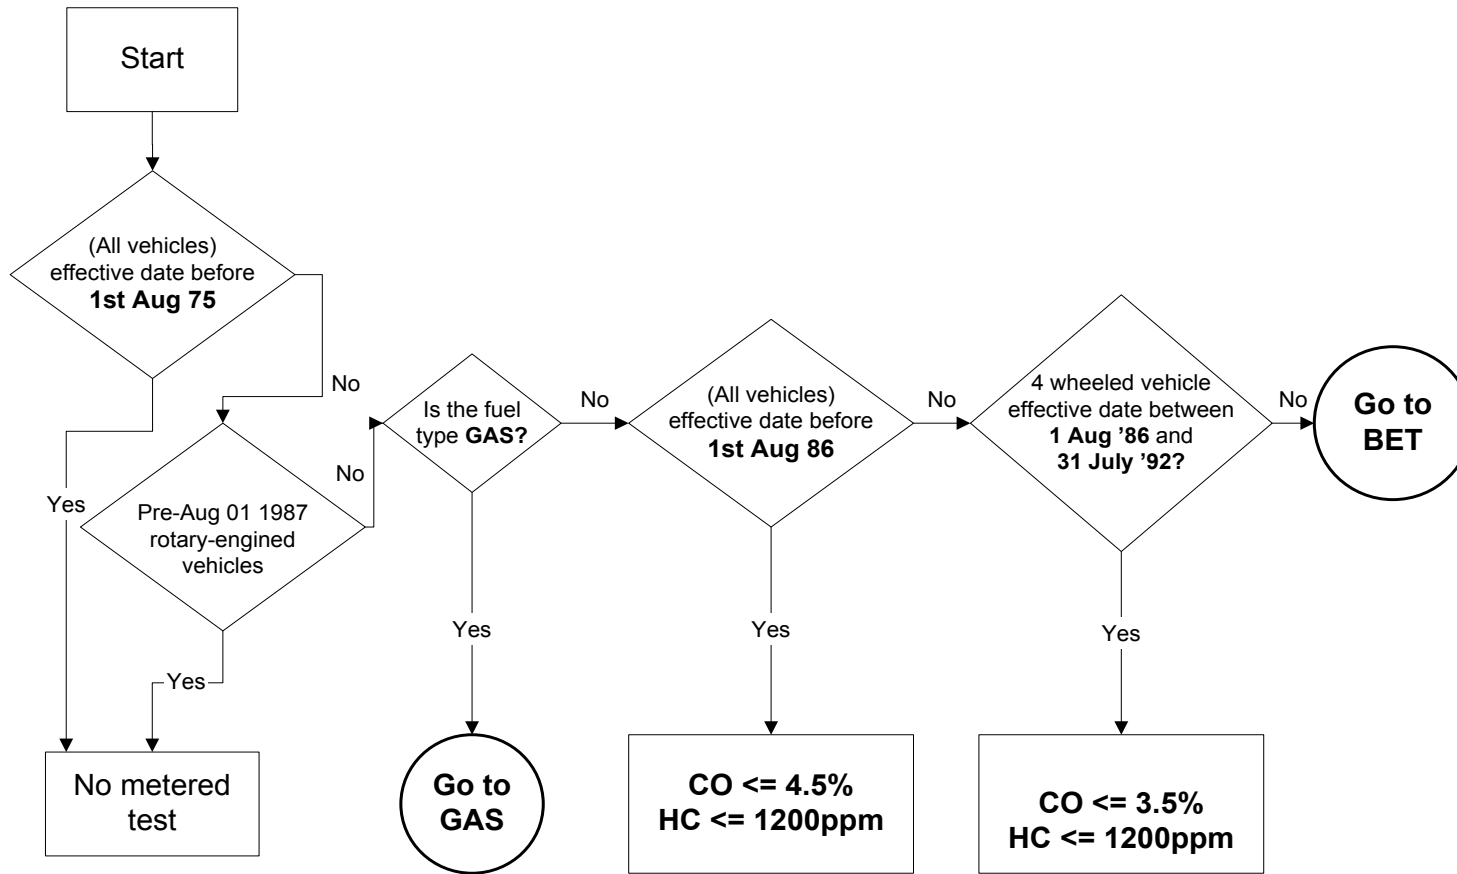 Start
(All vehicles)
effective date before
1st Aug 75
No
Yes
Pre-Aug 01 1987
rotary-engined
vehicles
No
Yes
No metered
test
Is the fuel
type GAS?
No
Yes
Go to
GAS
(All vehicles)
effective date before
1st Aug 86
No
Yes
CO <= 4.5%
HC <= 1200ppm
4 wheeled vehicle
effective date between
1 Aug ’86 and
31 July ’92?
No
Yes
CO <= 3.5%
HC <= 1200ppm
Go to
BET